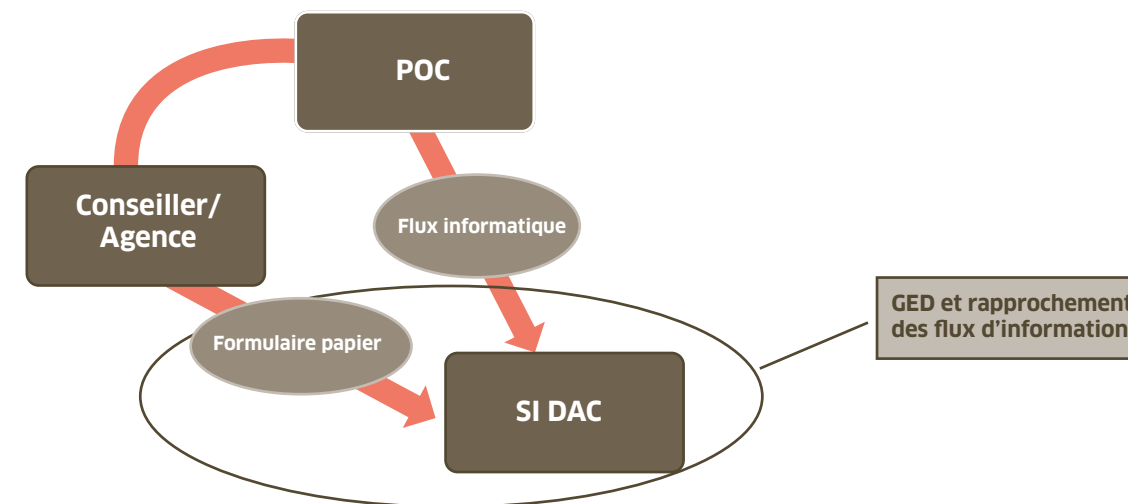 POC
Conseiller/
Agence
Flux informatique
GED et rapprochement
des flux d'information
Formulaire papier
SI DAC